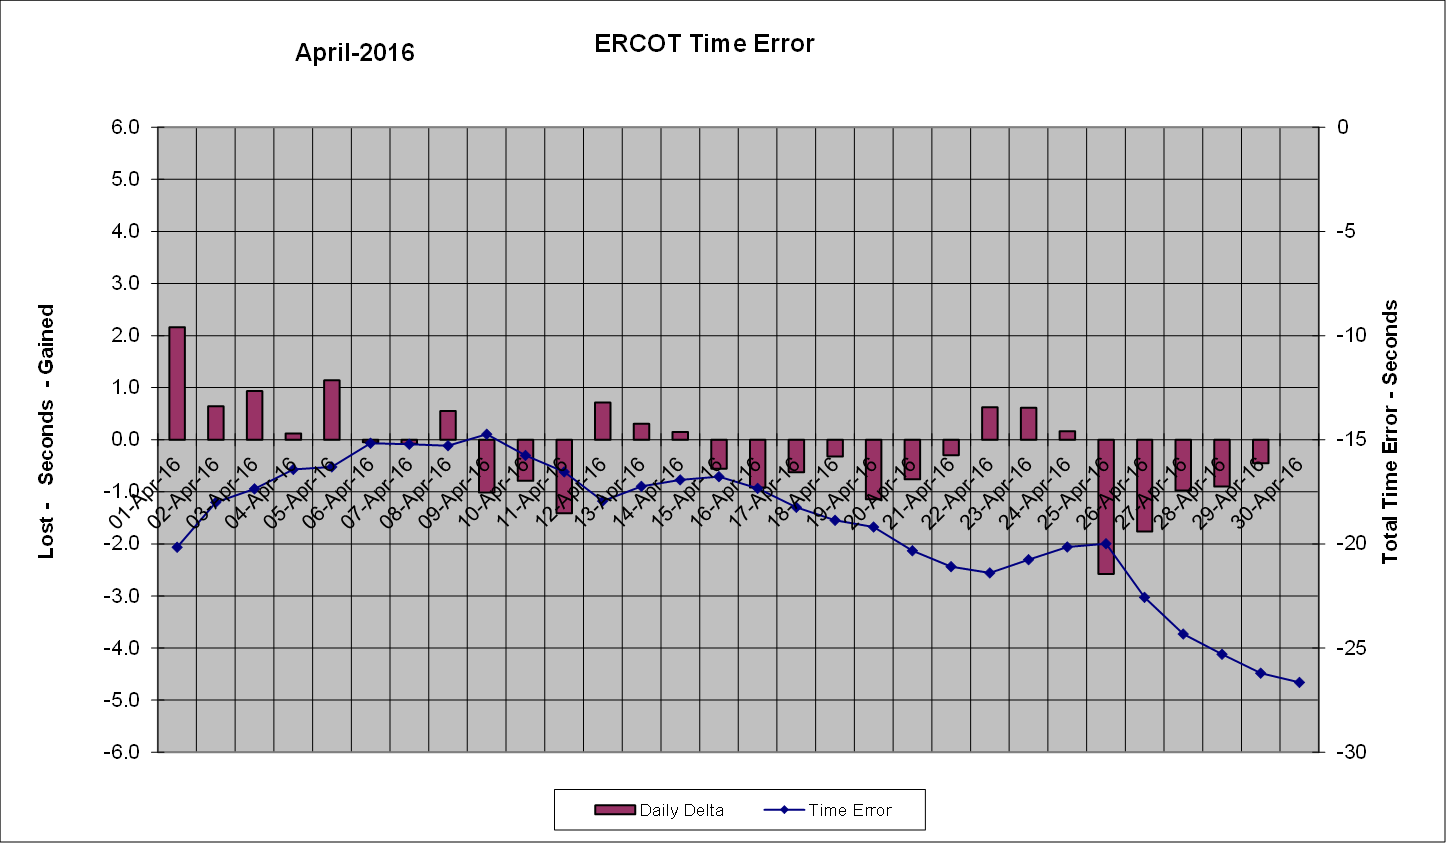 April-2016
ERCOT Time Error
6.0
5.0
4.0
3.0
2.0
1.0
0.0
-1.0
-2.0
-3.0
-4.0
-5.0
-6.0
Lost - Seconds - Gained
01-Apr-16
02-Apr-16
03-Apr-16
04-Apr-16
05-Apr-16
06-Apr-16
07-Apr-16
08-Apr-16
09-Apr-16
10-Apr-16
11-Apr-16
12-Apr-16
13-Apr-16
14-Apr-16
15-Apr-16
16-Apr-16
17-Apr-16
18-Apr-16
19-Apr-16
20-Apr-16
21-Apr-16
22-Apr-16
23-Apr-16
24-Apr-16
25-Apr-16
26-Apr-16
27-Apr-16
28-Apr-16
29-Apr-16
30-Apr-16
0
-5
-10
-15
-20
-25
-30
Total Time Error - Seconds
Daily Delta
Time Error